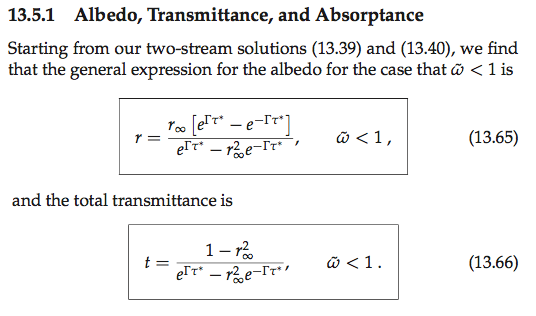 13.5.1 Albedo, Transmittance, and Absorptance
Starting from our two-stream solutions (13.39) and (13.40), we find
that the general expression for the albedo for the case that ω̃ < 1 is
r = r∞ [e^{Γτ*} − e^{−Γτ*}] / (e^{Γτ*} − r∞² e^{−Γτ*}) , ω̃ < 1 , (13.65)
and the total transmittance is
t = (1 − r∞²) / (e^{Γτ*} − r∞² e^{−Γτ*}) , ω̃ < 1 . (13.66)